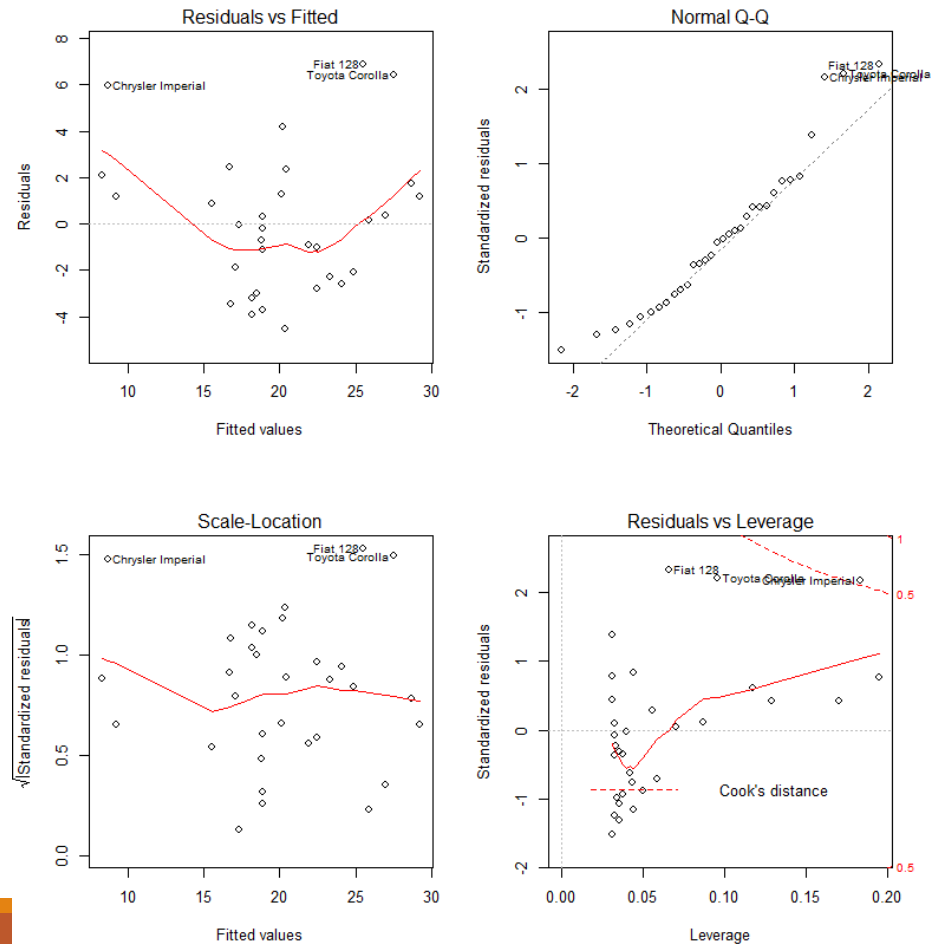 Residuals vs Fitted
8
6
4
2
0
-2
-4
Residuals
Fiat 128
Toyota Corolla
Chrysler Imperial
10 15 20 25 30
Fitted values
Normal Q-Q
2
1
0
-1
Standardized residuals
Fiat 128
Toyota Corolla
Chrysler Imperial
-2 -1 0 1 2
Theoretical Quantiles
Scale-Location
1.5
1.0
0.5
0.0
√|Standardized residuals|
Fiat 128
Toyota Corolla
Chrysler Imperial
10 15 20 25 30
Fitted values
Residuals vs Leverage
2
1
0
-1
-2
Standardized residuals
Fiat 128
Toyota Corolla
Chrysler Imperial
1
0.5
Cook's distance
0.5
0.00 0.05 0.10 0.15 0.20
Leverage